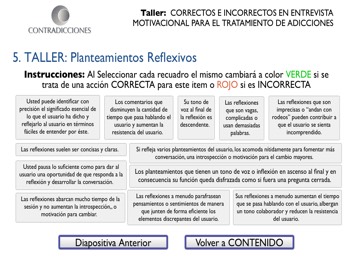 CONTRADICCIONES
Taller: CORRECTOS E INCORRECTOS EN ENTREVISTA
MOTIVACIONAL PARA EL TRATAMIENTO DE ADICCIONES
5. TALLER: Planteamientos Reflexivos
Instrucciones: Al Seleccionar cada recuadro el mismo cambiará a color VERDE si se
trata de una acción CORRECTA para este item o ROJO si es INCORRECTA
Usted puede identificar con
precisión el significado esencial de
lo que el usuario ha dicho y
reflejarlo al usuario en términos
fáciles de entender por éste.
Los comentarios que
disminuyen la cantidad de
tiempo que pasa hablando el
usuario y aumentan la
resistencia del usuario.
Su tono de
voz al final de
la reflexión es
descendente.
Las reflexiones
que son vagas,
complicadas o
usan demasiadas
palabras.
Las reflexiones que son
imprecisas o "andan con
rodeos" pueden contribuir a
que el usuario se sienta
incomprendido.
Las reflexiones suelen ser concisas y claras.
Usted pausa lo suficiente como para dar al
usuario una oportunidad de que responda a la
reflexión y desarrollar la conversación.
Las reflexiones abarcan mucho tiempo de la
sesión y no aumentan la introspección,, o
motivación para cambiar.
Si refleja varios planteamientos del usuario, los acomoda nítidamente para fomentar más
conversación, una introspección o motivación para el cambio mayores.
Los planteamientos que tienen un tono de voz o inflexión en ascenso al final y en
consecuencia su función queda disfrazada como si fuera una pregunta cerrada.
Las reflexiones a menudo parafrasean
pensamientos o sentimientos de manera
que juntan de forma eficiente los
elementos discrepantes del usuario.
Sus reflexiones a menudo aumentan el tiempo
que se pasa hablando con el usuario, albergan
un tono colaborador y reducen la resistencia
del usuario.
Diapositiva Anterior
Volver a CONTENIDO